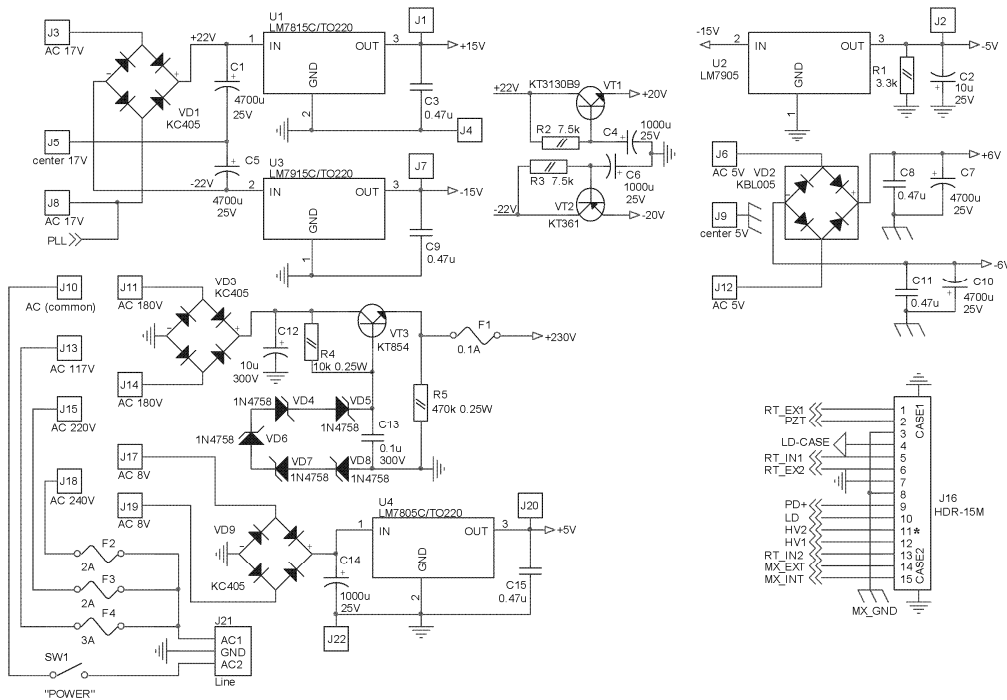 J3
AC 17V
+22V
VD1
KC405
C1
4700u
25V
U1
LM7815C/TO220
1
IN
OUT
3
GND
2
J1
+15V
C3
0.47u
J4
J5
center 17V
C5
4700u
25V
-22V
J8
AC 17V
PLL
U3
LM7915C/TO220
2
IN
OUT
3
GND
1
J7
-15V
C9
0.47u
+22V
KT3130B9
VT1
+20V
R2
7.5k
C4
1000u
25V
R3
7.5k
C6
1000u
25V
-22V
VT2
KT361
-20V
-15V
2
IN
OUT
3
GND
1
U2
LM7905
J2
-5V
R1
3.3k
C2
10u
25V
J6
AC 5V
VD2
KBL005
+6V
C8
0.47u
C7
4700u
25V
J9
center 5V
J12
AC 5V
-6V
C11
0.47u
C10
4700u
25V
J10
AC (common)
J11
AC 180V
VD3
KC405
J13
AC 117V
J14
AC 180V
C12
10u
300V
R4
10k 0.25W
VT3
KT854
F1
0.1A
+230V
R5
470k 0.25W
1N4758
VD4
VD5
1N4758
1N4758
VD6
VD7
1N4758
VD8
1N4758
C13
0.1u
300V
J15
AC 220V
J17
AC 8V
J18
AC 240V
J19
AC 8V
VD9
KC405
C14
1000u
25V
U4
LM7805C/TO220
1
IN
OUT
3
GND
2
J20
+5V
C15
0.47u
J22
F2
2A
F3
2A
F4
3A
J21
AC1
GND
AC2
Line
SW1
"POWER"
CASE1
RT_EX1 1
PZT 2
3
LD-CASE 4
RT_IN1 5
RT_EX2 6
7
8
PD+ 9
LD 10
HV2 11*
HV1 12
RT_IN2 13
MX_EXT 14
MX_INT 15
CASE2
J16
HDR-15M
MX_GND